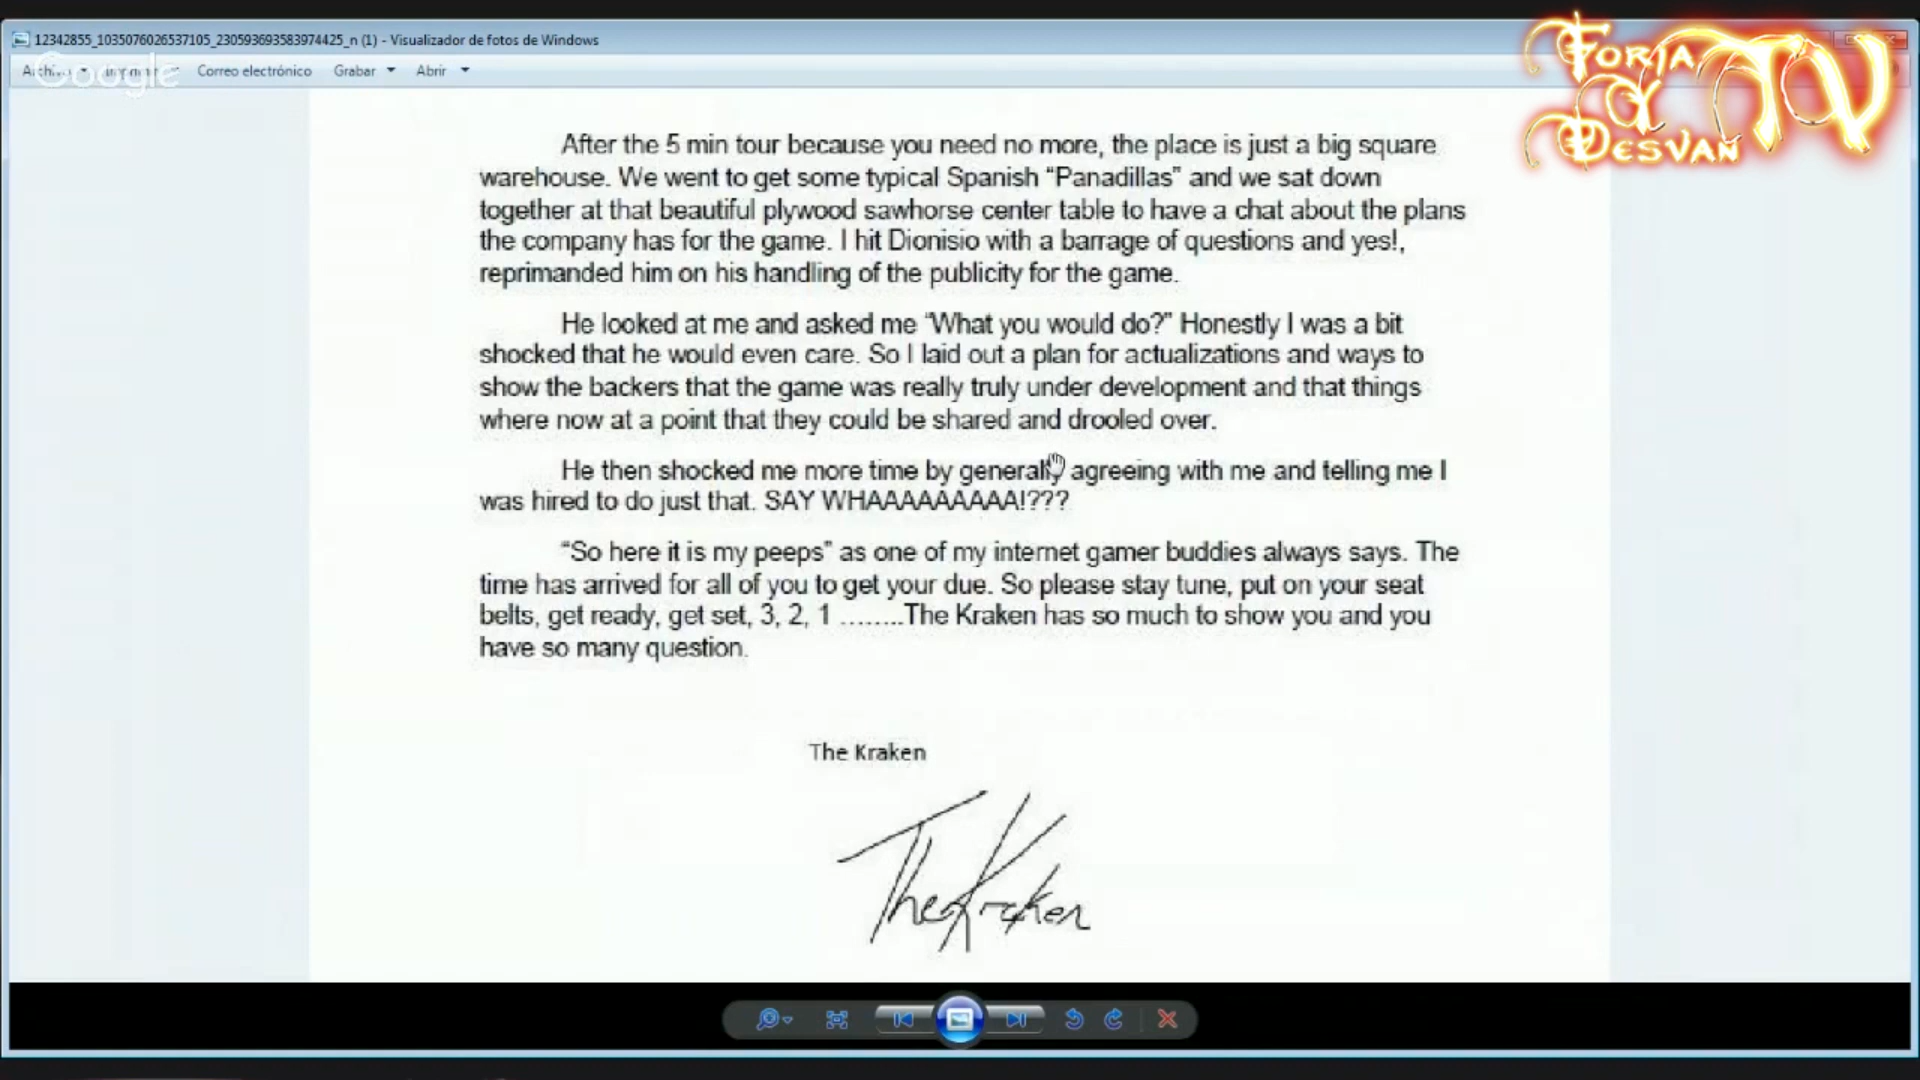 12342855_1035076026537105_230593693583974425_n (1) - Visualizador de fotos de Windows
Correo electrónico Grabar Abrir
Google
FORJA
Y
DESVAN
TV
After the 5 min tour because you need no more, the place is just a big square
warehouse. We went to get some typical Spanish “Panadillas” and we sat down
together at that beautiful plywood sawhorse center table to have a chat about the plans
the company has for the game. I hit Dionisio with a barrage of questions and yes!,
reprimanded him on his handling of the publicity for the game.
He looked at me and asked me “What you would do?” Honestly I was a bit
shocked that he would even care. So I laid out a plan for actualizations and ways to
show the backers that the game was really truly under development and that things
where now at a point that they could be shared and drooled over.
He then shocked me more time by generally agreeing with me and telling me I
was hired to do just that. SAY WHAAAAAAAAA!???
“So here it is my peeps” as one of my internet gamer buddies always says. The
time has arrived for all of you to get your due. So please stay tune, put on your seat
belts, get ready, get set, 3, 2, 1 ........The Kraken has so much to show you and you
have so many question.
The Kraken
The Kraken